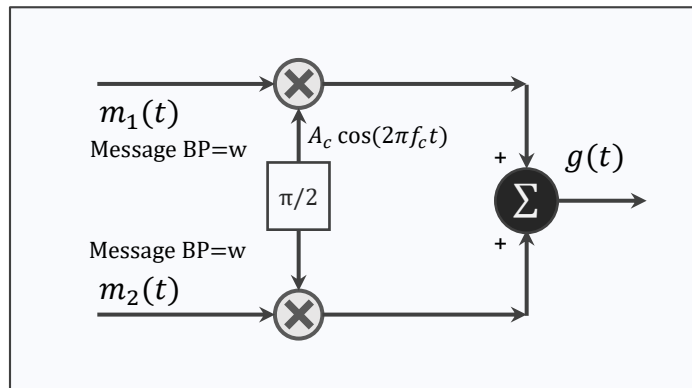 m₁(t)
Message BP=w
A_c cos(2πf_c t)
π/2
Message BP=w
m₂(t)
+
Σ
+
g(t)